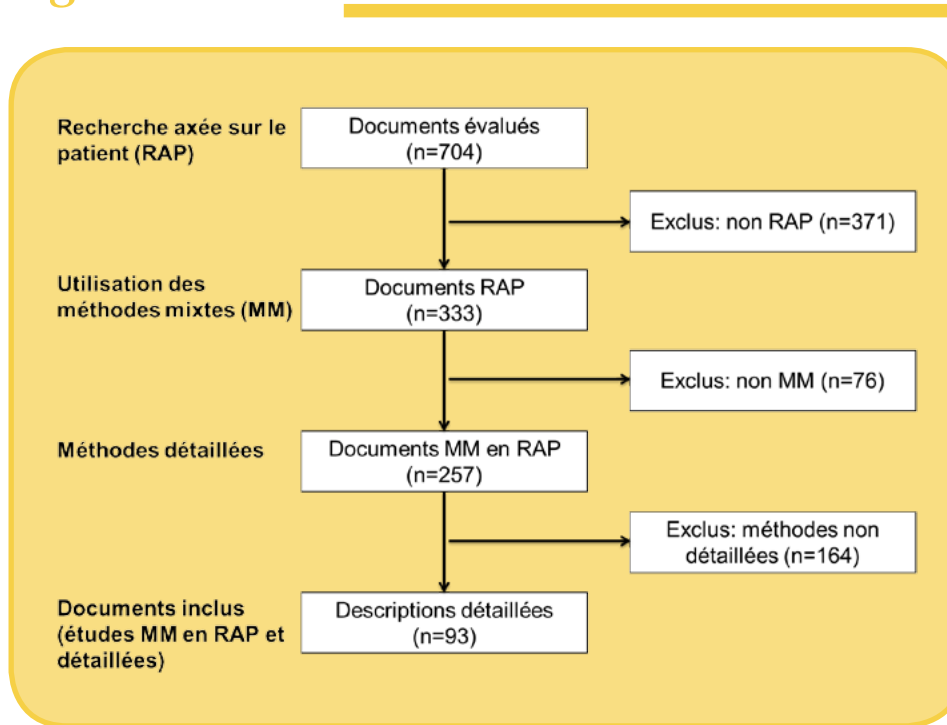 Recherche axée sur le
patient (RAP)
Documents évalués
(n=704)
Exclus: non RAP (n=371)
Utilisation des
méthodes mixtes (MM)
Documents RAP
(n=333)
Exclus: non MM (n=76)
Méthodes détaillées
Documents MM en RAP
(n=257)
Exclus: méthodes non
détaillées (n=164)
Documents inclus
(études MM en RAP et
détaillées)
Descriptions détaillées
(n=93)